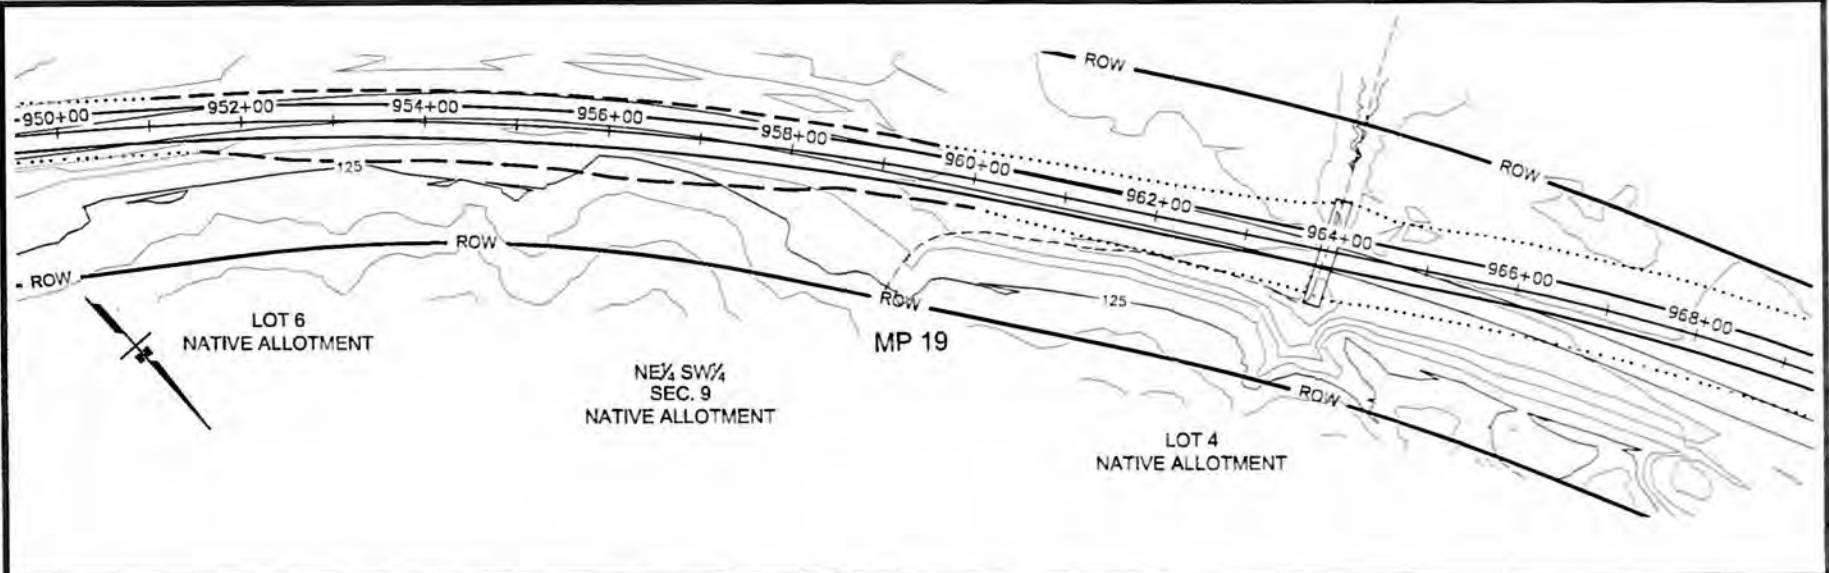 ROW
950+00
952+00
954+00
956+00
958+00
960+00
962+00
964+00
966+00
968+00
ROW
125
ROW
ROW
ROW
125
ROW
MP 19
LOT 6
NATIVE ALLOTMENT
NE¼ SW¼
SEC. 9
NATIVE ALLOTMENT
LOT 4
NATIVE ALLOTMENT